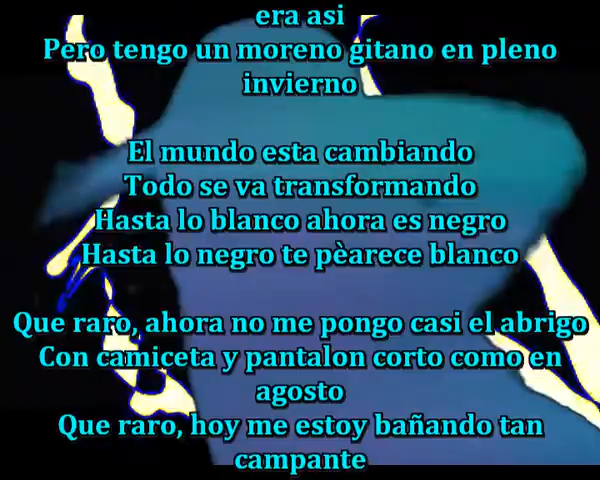 era asi
Pero tengo un moreno gitano en pleno
invierno
El mundo esta cambiando
Todo se va transformando
Hasta lo blanco ahora es negro
Hasta lo negro te pèarece blanco
Que raro, ahora no me pongo casi el abrigo
Con camiceta y pantalon corto como en
agosto
Que raro, hoy me estoy bañando tan
campante